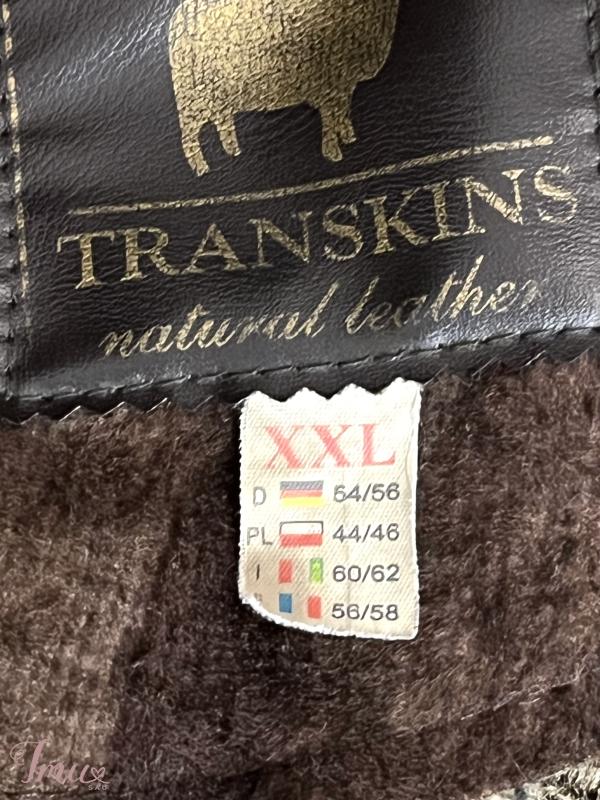 TRANSKINS
natural leather
XXL
D 54/56
PL 44/46
I 60/62
56/58